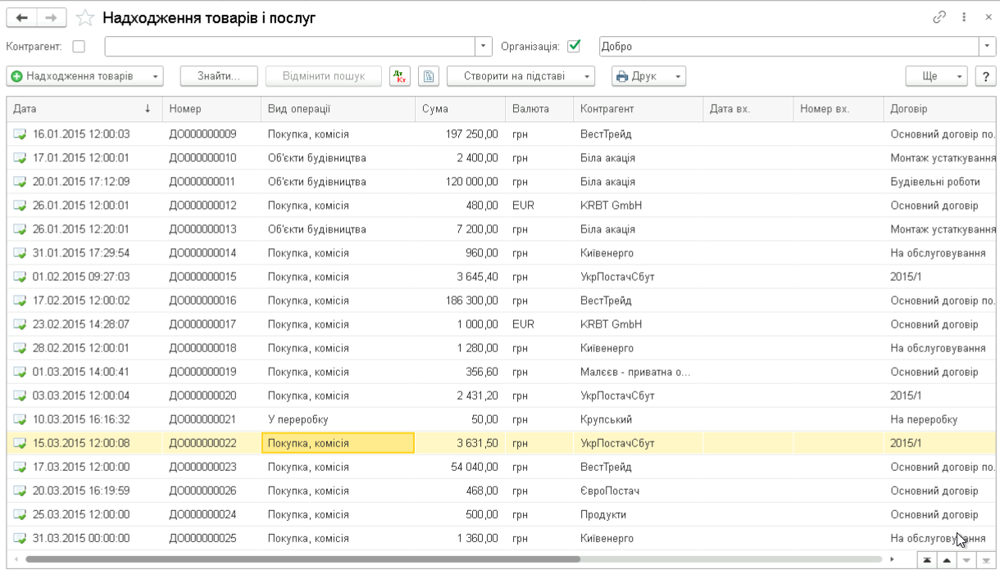 Надходження товарів і послуг
Контрагент: Організація: Добро
Надходження товарів Знайти... Відмінити пошук Дт Кт Створити на підставі Друк Ще ?
Дата ↓ Номер Вид операції Сума Валюта Контрагент Дата вх. Номер вх. Договір
16.01.2015 12:00:03 ДО000000009 Покупка, комісія 197 250,00 грн ВестТрейд Основний договір по.
17.01.2015 12:00:01 ДО000000010 Об'єкти будівництва 2 400,00 грн Біла акація Монтаж устаткування
20.01.2015 17:12:09 ДО000000011 Об'єкти будівництва 120 000,00 грн Біла акація Будівельні роботи
26.01.2015 12:00:01 ДО000000012 Покупка, комісія 480,00 EUR KRBT GmbH Основний договір
26.01.2015 12:20:01 ДО000000013 Об'єкти будівництва 7 200,00 грн Біла акація Монтаж устаткування
31.01.2015 17:29:54 ДО000000014 Покупка, комісія 960,00 грн Київенерго На обслуговування
01.02.2015 09:27:03 ДО000000015 Покупка, комісія 3 645,40 грн УкрПостачСбут 2015/1
17.02.2015 12:00:02 ДО000000016 Покупка, комісія 186 300,00 грн ВестТрейд Основний договір по.
23.02.2015 14:28:07 ДО000000017 Покупка, комісія 1 000,00 EUR KRBT GmbH Основний договір
28.02.2015 12:00:01 ДО000000018 Покупка, комісія 1 280,00 грн Київенерго На обслуговування
01.03.2015 14:00:41 ДО000000019 Покупка, комісія 356,60 грн Малєєв - приватна о... Основний договір
03.03.2015 12:00:04 ДО000000020 Покупка, комісія 2 431,20 грн УкрПостачСбут 2015/1
10.03.2015 16:16:32 ДО000000021 У переробку 50,00 грн Крупський На переробку
15.03.2015 12:00:08 ДО000000022 Покупка, комісія 3 631,50 грн УкрПостачСбут 2015/1
17.03.2015 12:00:00 ДО000000023 Покупка, комісія 54 040,00 грн ВестТрейд Основний договір по.
20.03.2015 16:19:59 ДО000000026 Покупка, комісія 468,00 грн ЄвроПостач Основний договір
25.03.2015 12:00:00 ДО000000024 Покупка, комісія 500,00 грн Продукти Основний договір
31.03.2015 00:00:00 ДО000000025 Покупка, комісія 1 360,00 грн Київенерго На обслуговування